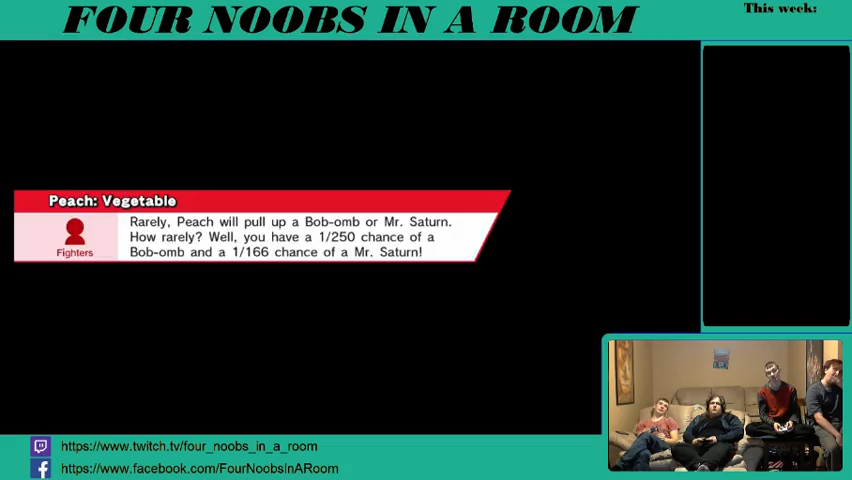 FOUR NOOBS IN A ROOM
This week:
Peach: Vegetable
Rarely, Peach will pull up a Bob-omb or Mr. Saturn.
How rarely? Well, you have a 1/250 chance of a
Bob-omb and a 1/166 chance of a Mr. Saturn!
Fighters
https://www.twitch.tv/four_noobs_in_a_room
https://www.facebook.com/FourNoobsInARoom